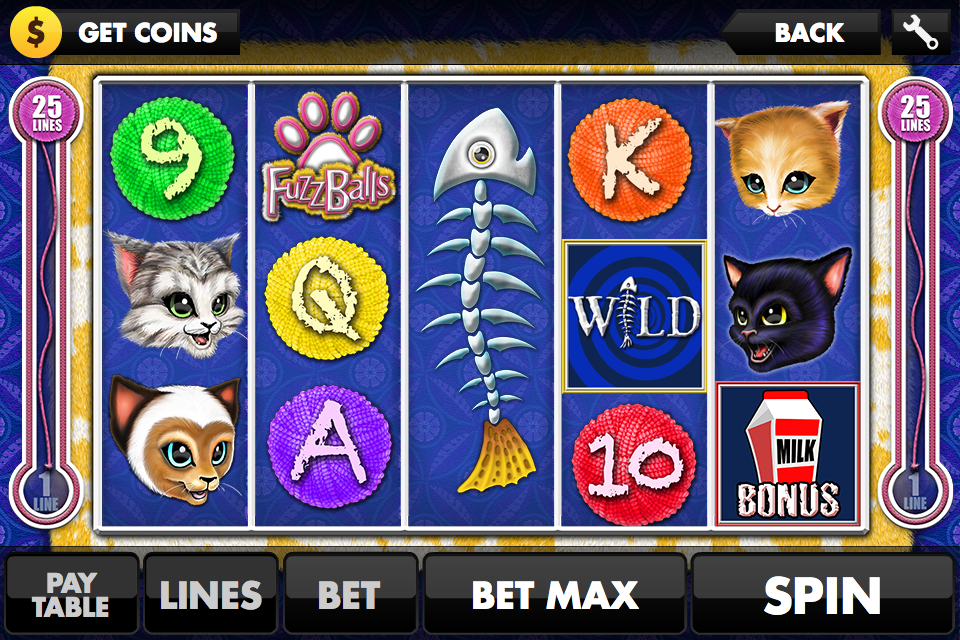 $ GET COINS
BACK
25
LINES
25
LINES
9
FuzzBalls
K
Q
WILD
A
10
MILK
BONUS
1
LINE
1
LINE
PAY
TABLE
LINES
BET
BET MAX
SPIN